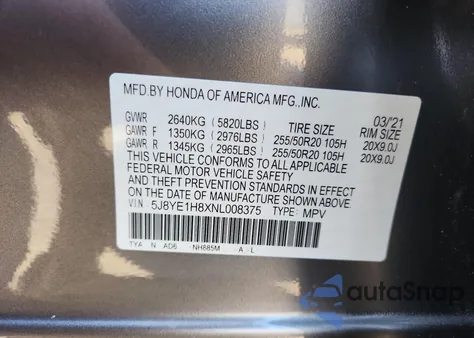 MFD.BY HONDA OF AMERICA MFG.,INC.
GVWR 2640KG (5820LBS) TIRE SIZE 03/21 RIM SIZE
GAWR F 1350KG (2976LBS) 255/50R20 105H 20X9.0J
GAWR R 1345KG (2965LBS) 255/50R20 105H 20X9.0J
THIS VEHICLE CONFORMS TO ALL APPLICABLE
FEDERAL MOTOR VEHICLE SAFETY
AND THEFT PREVENTION STANDARDS IN EFFECT
ON THE DATE OF MANUFACTURE SHOWN ABOVE.
VIN: 5J8YE1H8XNL008375 TYPE: MPV
TYA N AD6 NH885M A L
autoSnap